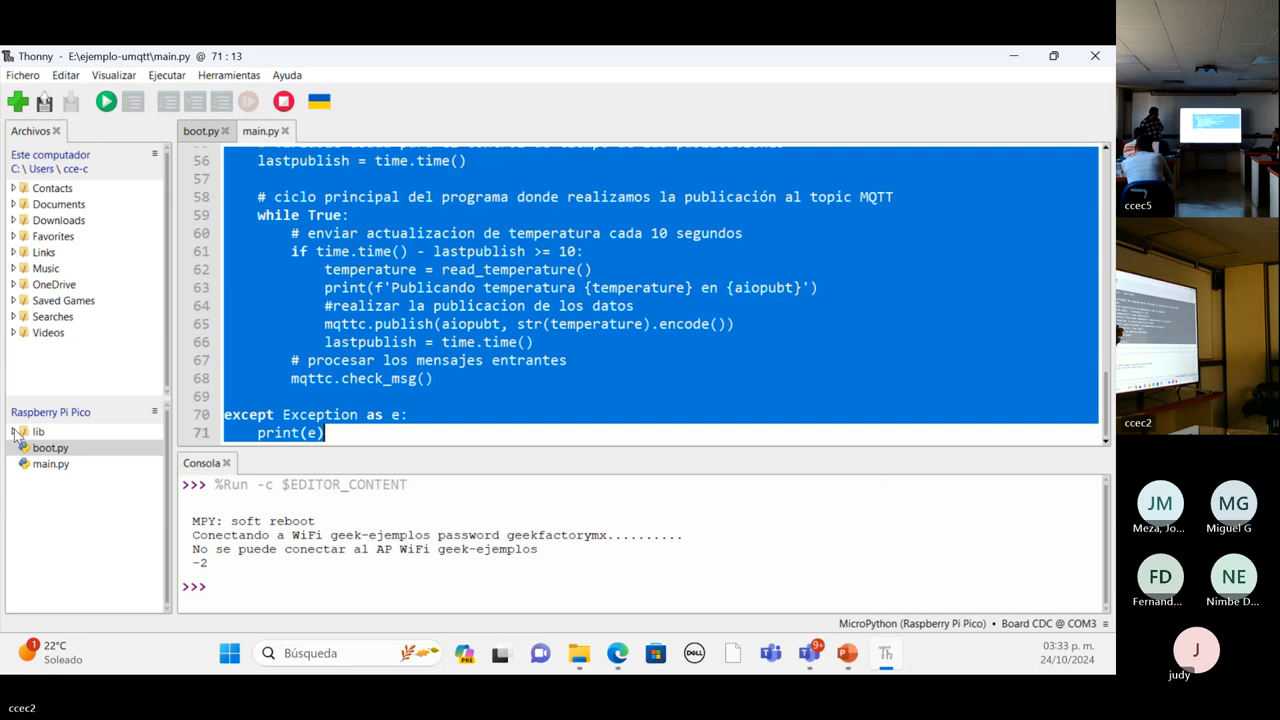 Thonny - E:\ejemplo-umqtt\main.py @ 71 : 13
Fichero Editar Visualizar Ejecutar Herramientas Ayuda
Archivos
Este computador
C: \ Users \ cce-c
Contacts
Documents
Downloads
Favorites
Links
Music
OneDrive
Saved Games
Searches
Videos
Raspberry Pi Pico
lib
boot.py
main.py
boot.py
main.py
56 lastpublish = time.time()
57
58 # ciclo principal del programa donde realizamos la publicación al topic MQTT
59 while True:
60 # enviar actualizacion de temperatura cada 10 segundos
61 if time.time() - lastpublish >= 10:
62 temperature = read_temperature()
63 print(f'Publicando temperatura {temperature} en {aiopubt}')
64 #realizar la publicacion de los datos
65 mqttc.publish(aiopubt, str(temperature).encode())
66 lastpublish = time.time()
67 # procesar los mensajes entrantes
68 mqttc.check_msg()
69
70 except Exception as e:
71 print(e)
Consola
>>> %Run -c $EDITOR_CONTENT
MPY: soft reboot
Conectando a WiFi geek-ejemplos password geekfactorymx..........
No se puede conectar al AP WiFi geek-ejemplos
-2
>>>
MicroPython (Raspberry Pi Pico) • Board CDC @ COM3
1
22°C
Soleado
Búsqueda
PRE
DELL
9+
Th
03:33 p. m.
24/10/2024
ccec5
ccec2
JM
Meza, Jo...
MG
Miguel G
FD
Fernand...
NE
Nimbe D...
J
judy
ccec2